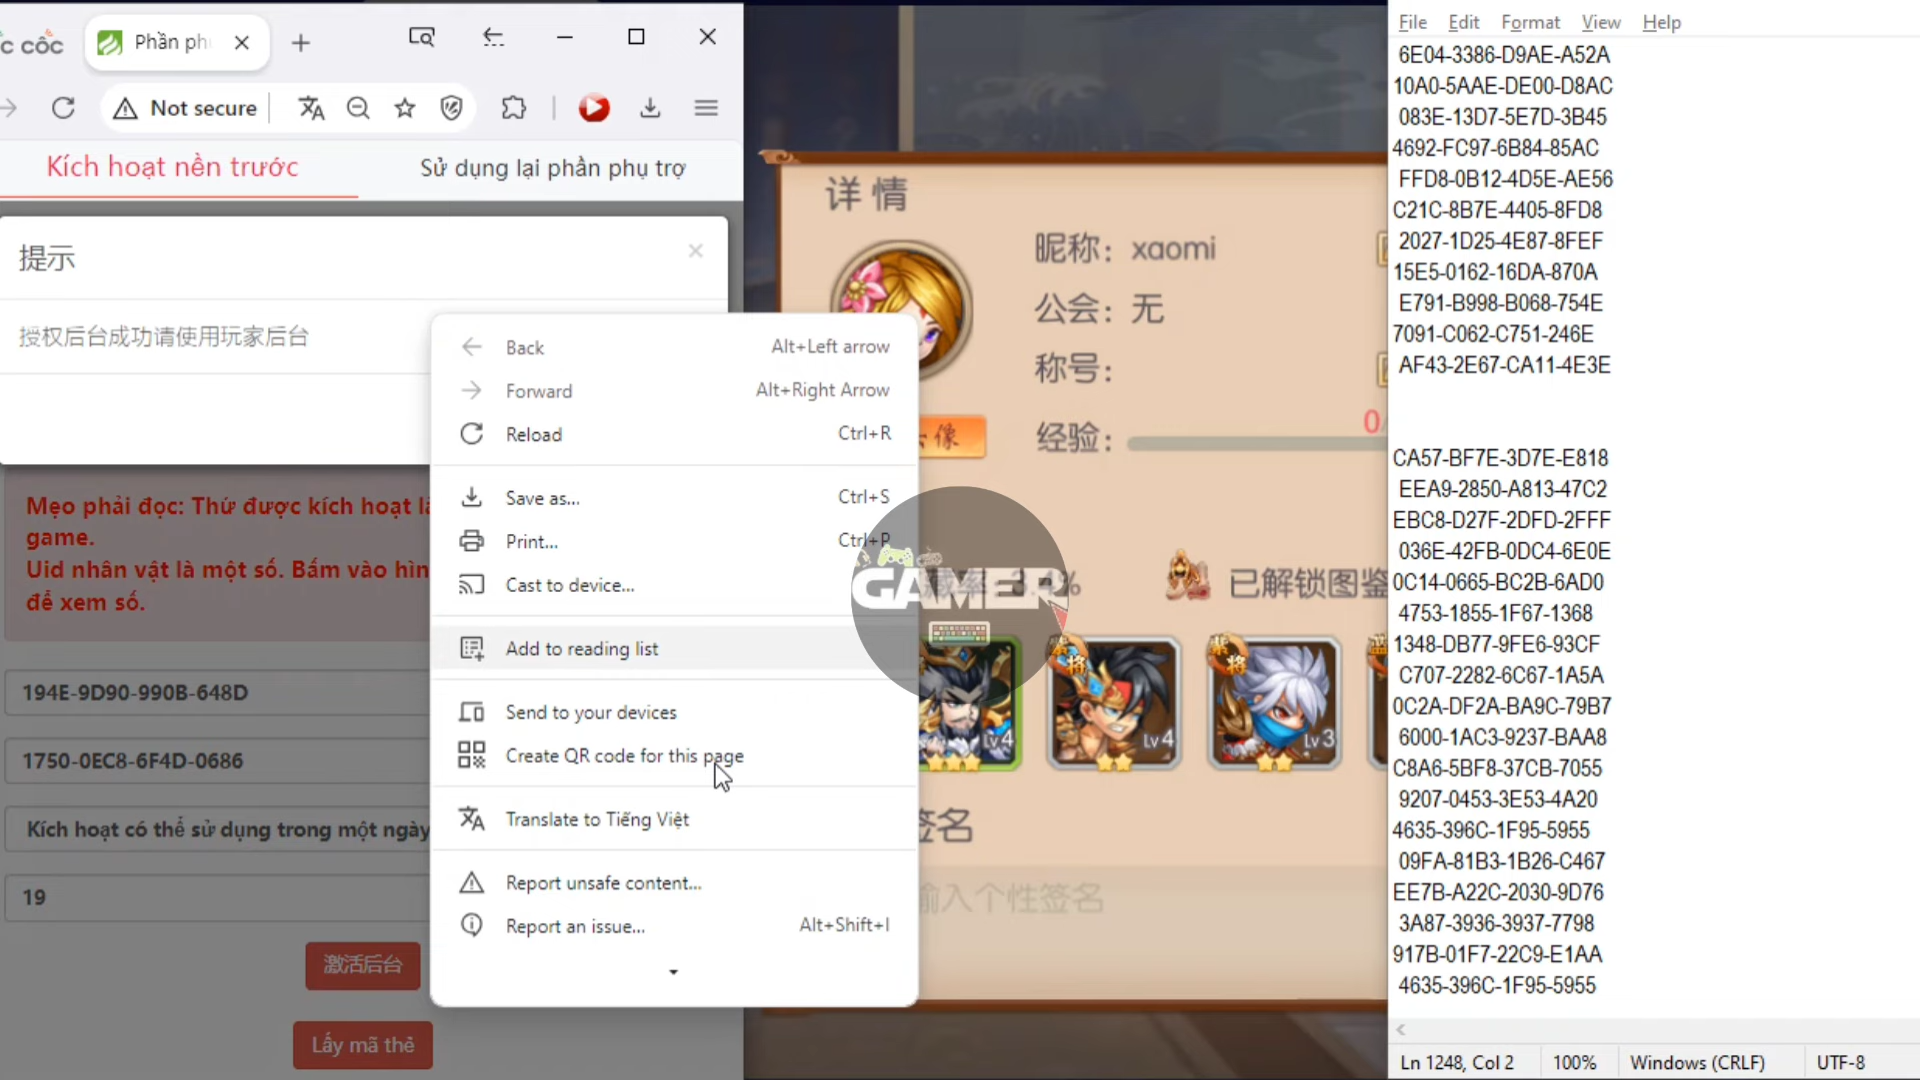 c cốc
Phần ph
Not secure
Kích hoạt nền trước
Sử dụng lại phần phụ trợ
提示
授权后台成功请使用玩家后台
Mẹo phải đọc: Thứ được kích hoạt l
game.
Uid nhân vật là một số. Bấm vào hìn
để xem số.
194E-9D90-990B-648D
1750-0EC8-6F4D-0686
Kích hoạt có thể sử dụng trong một ngày
19
激活后台
Lấy mã thẻ
Back Alt+Left arrow
Forward Alt+Right Arrow
Reload Ctrl+R
Save as... Ctrl+S
Print... Ctrl+P
Cast to device...
Add to reading list
Send to your devices
Create QR code for this page
Translate to Tiếng Việt
Report unsafe content...
Report an issue... Alt+Shift+I
详情
昵称: xaomi
公会: 无
称号:
像
经验:
0/
GAMER
已解锁图鉴
紫将
Lv4
Lv4
紫将
Lv3
签名
输入个性签名
File Edit Format View Help
6E04-3386-D9AE-A52A
10A0-5AAE-DE00-D8AC
083E-13D7-5E7D-3B45
4692-FC97-6B84-85AC
FFD8-0B12-4D5E-AE56
C21C-8B7E-4405-8FD8
2027-1D25-4E87-8FEF
15E5-0162-16DA-870A
E791-B998-B068-754E
7091-C062-C751-246E
AF43-2E67-CA11-4E3E
CA57-BF7E-3D7E-E818
EEA9-2850-A813-47C2
EBC8-D27F-2DFD-2FFF
036E-42FB-0DC4-6E0E
0C14-0665-BC2B-6AD0
4753-1855-1F67-1368
1348-DB77-9FE6-93CF
C707-2282-6C67-1A5A
0C2A-DF2A-BA9C-79B7
6000-1AC3-9237-BAA8
C8A6-5BF8-37CB-7055
9207-0453-3E53-4A20
4635-396C-1F95-5955
09FA-81B3-1B26-C467
EE7B-A22C-2030-9D76
3A87-3936-3937-7798
917B-01F7-22C9-E1AA
4635-396C-1F95-5955
Ln 1248, Col 2 100% Windows (CRLF) UTF-8